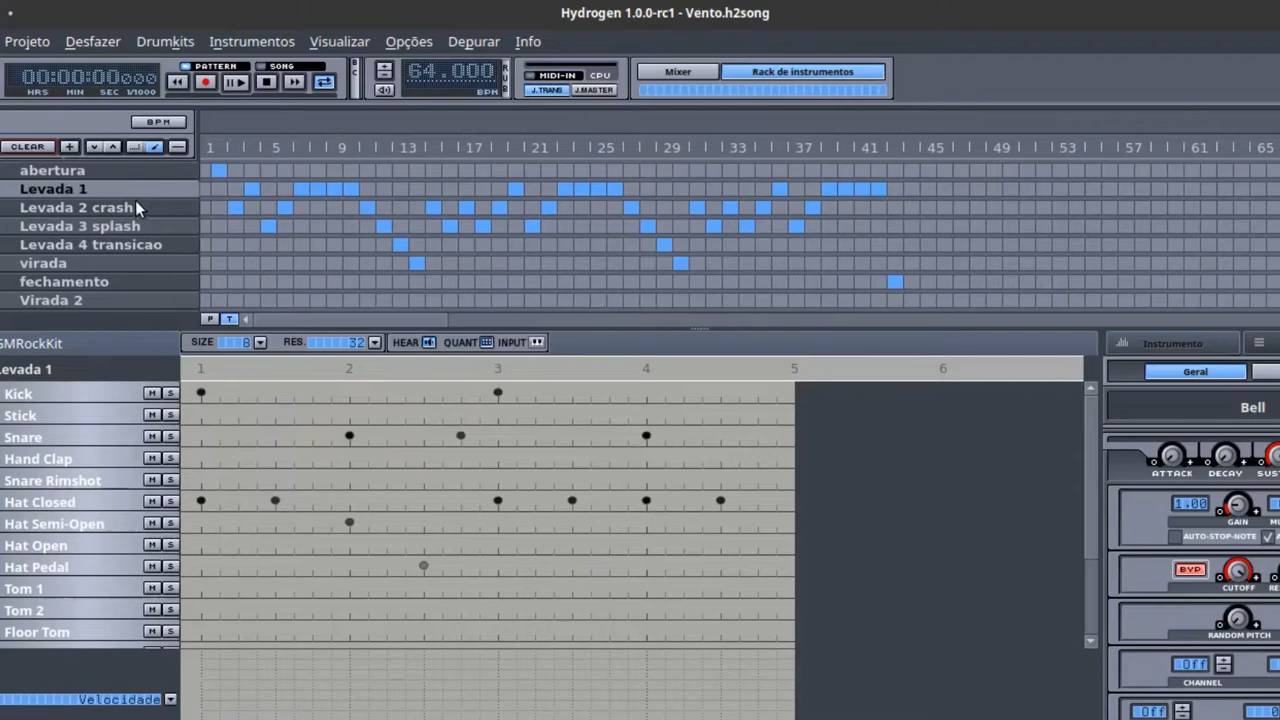 Hydrogen 1.0.0-rc1 - Vento.h2song
Projeto Desfazer Drumkits Instrumentos Visualizar Opções Depurar Info
00:00:00:000
HRS MIN SEC 1/1000
PATTERN SONG
BC
64.000
BPM
RUB
MIDI-IN CPU
J.TRANS J.MASTER
Mixer Rack de instrumentos
BPM
CLEAR
1 5 9 13 17 21 25 29 33 37 41 45 49 53 57 61 65
abertura
Levada 1
Levada 2 crash
Levada 3 splash
Levada 4 transicao
virada
fechamento
Virada 2
P T
GMRockKit SIZE 8 RES. 32 HEAR QUANT INPUT Instrumento
Levada 1 1 2 3 4 5 6 Geral
Kick M S
Stick M S
Snare M S
Hand Clap M S
Snare Rimshot M S
Hat Closed M S
Hat Semi-Open M S
Hat Open M S
Hat Pedal M S
Tom 1 M S
Tom 2 M S
Floor Tom M S
Velocidade
Bell
ATTACK DECAY SUST
1.00
GAIN MU
AUTO-STOP-NOTE
BYP
CUTOFF RE
RANDOM PITCH
Off
CHANNEL
Off